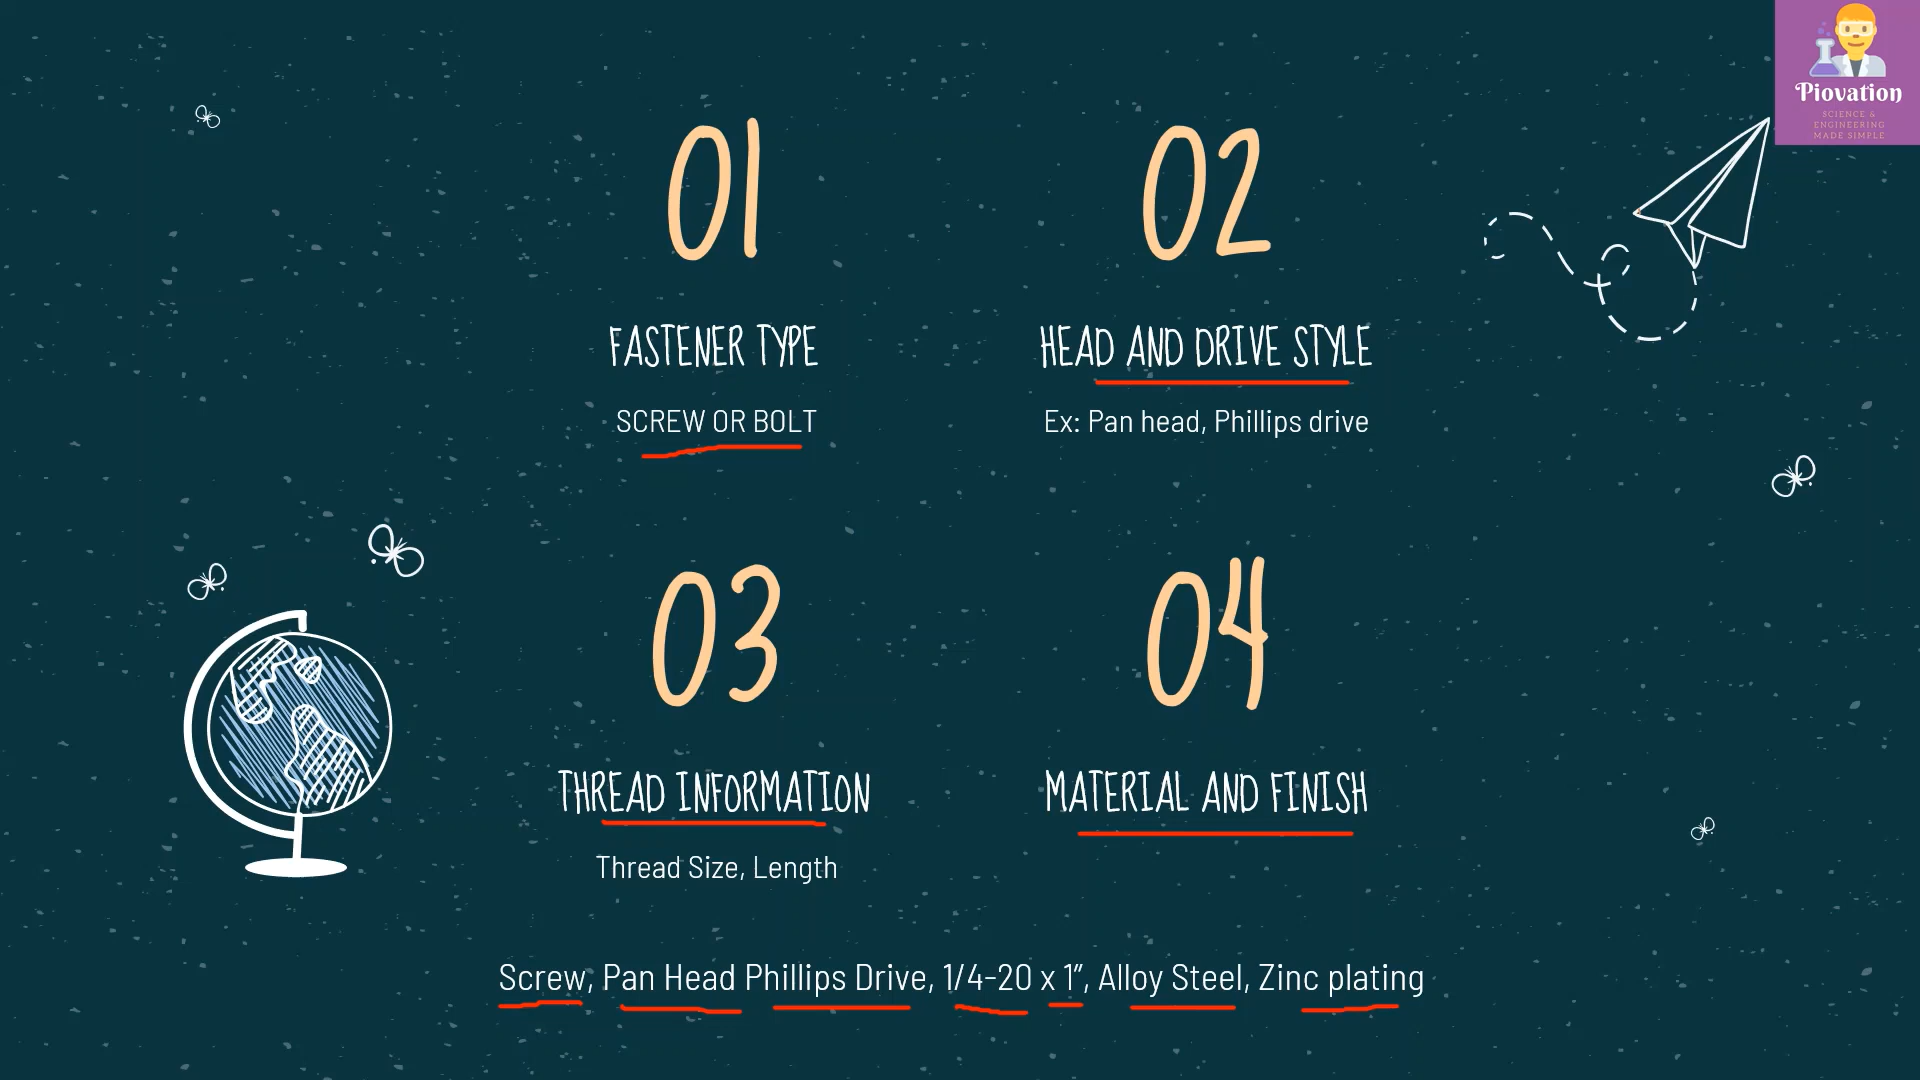 Piovation
SCIENCE &
ENGINEERING
MADE SIMPLE
01
FASTENER TYPE
SCREW OR BOLT
02
HEAD AND DRIVE STYLE
Ex: Pan head, Phillips drive
03
THREAD INFORMATION
Thread Size, Length
04
MATERIAL AND FINISH
Screw, Pan Head Phillips Drive, 1/4-20 x 1”, Alloy Steel, Zinc plating